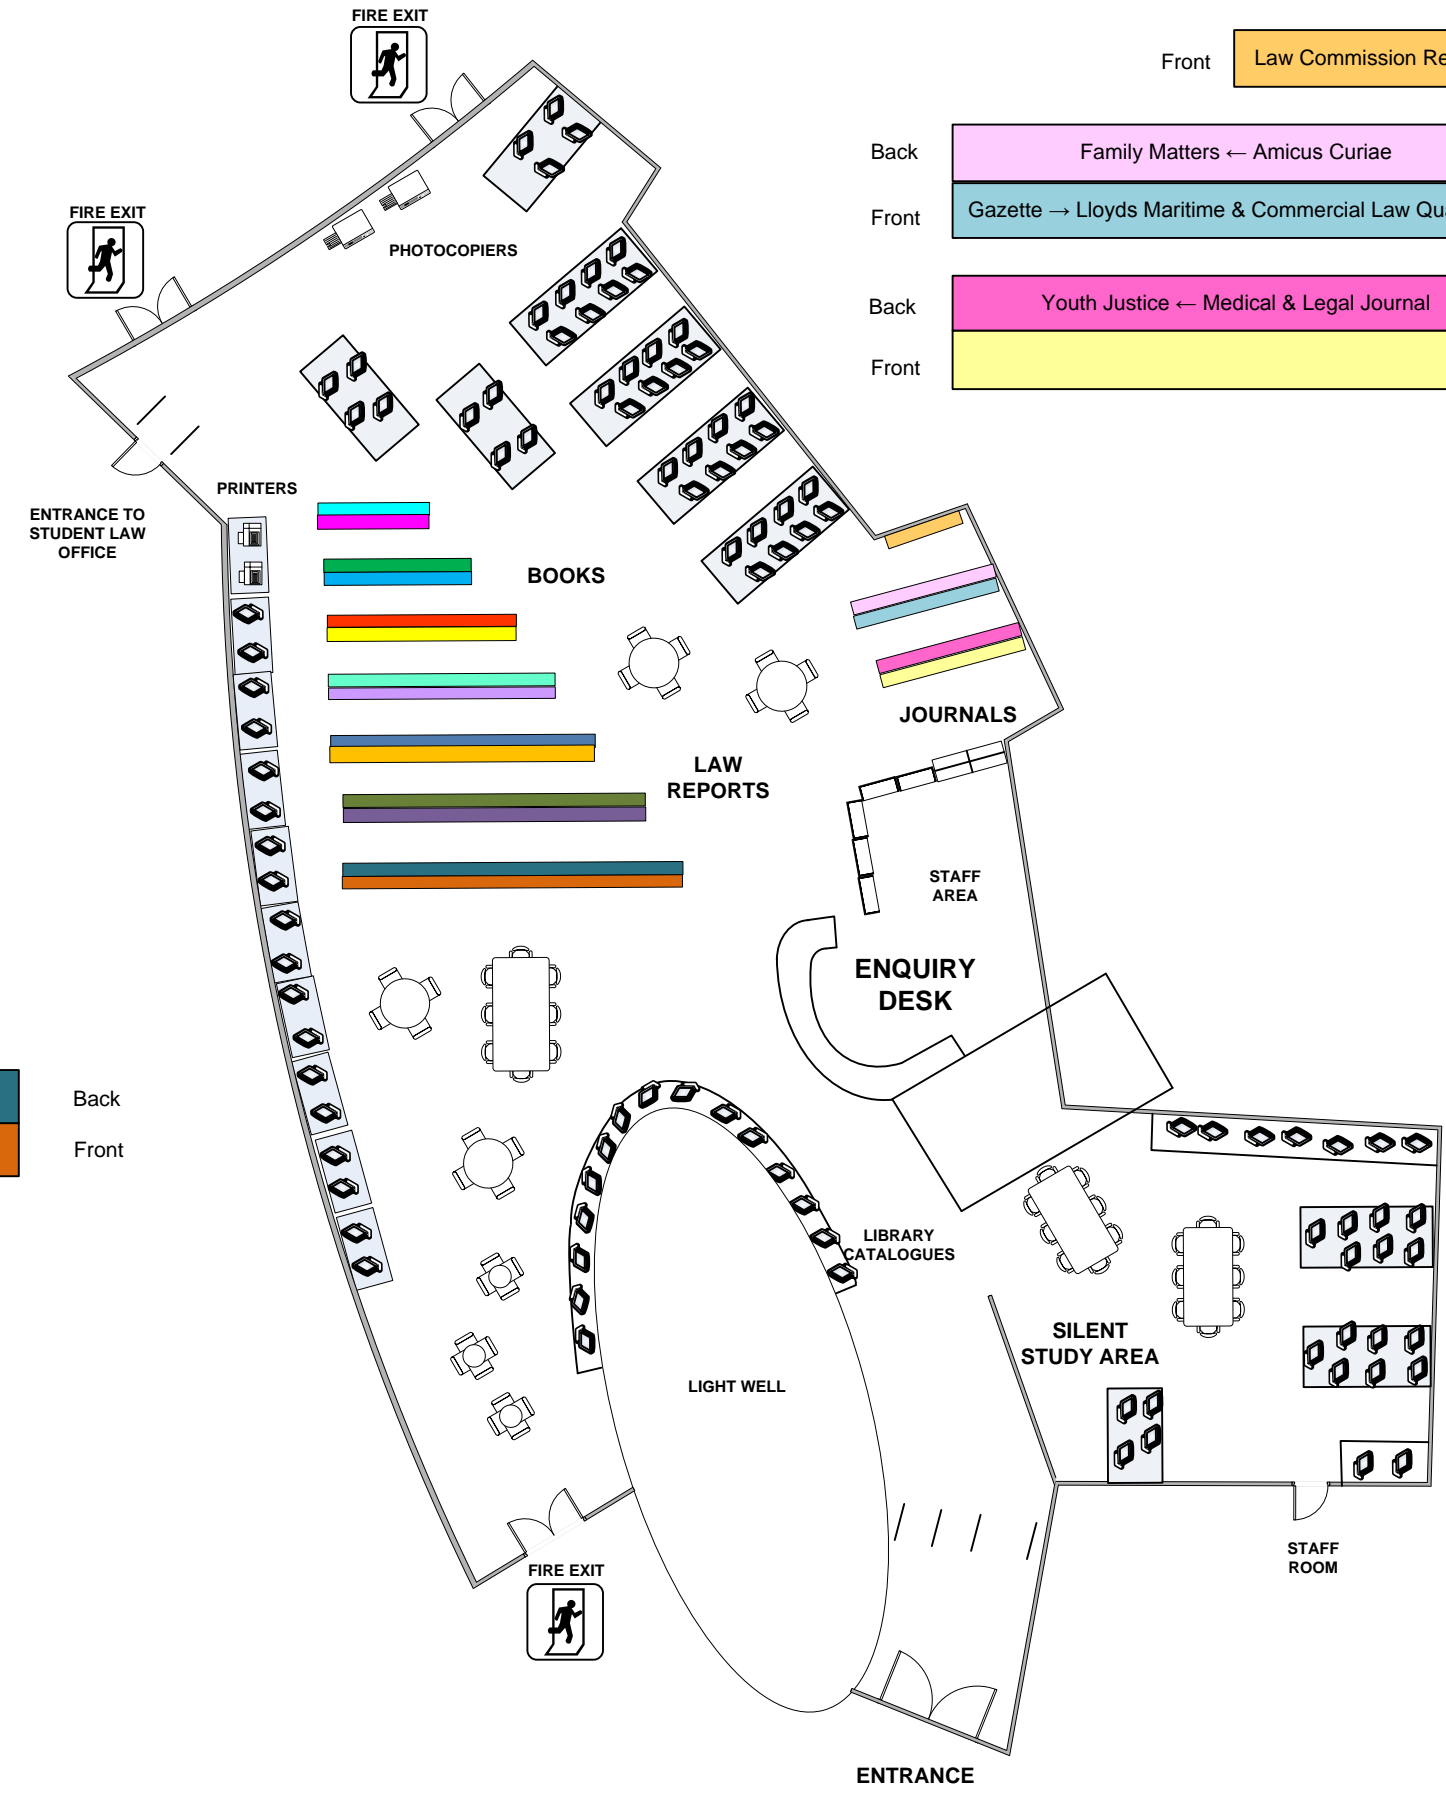 FIRE EXIT
Front
Law Commission Re
Back
Family Matters ← Amicus Curiae
Front
Gazette → Lloyds Maritime & Commercial Law Qu
FIRE EXIT
PHOTOCOPIERS
Back
Youth Justice ← Medical & Legal Journal
Front
PRINTERS
ENTRANCE TO
STUDENT LAW
OFFICE
BOOKS
JOURNALS
LAW
REPORTS
STAFF
AREA
ENQUIRY
DESK
Back
Front
LIBRARY
CATALOGUES
SILENT
STUDY AREA
LIGHT WELL
STAFF
ROOM
FIRE EXIT
ENTRANCE